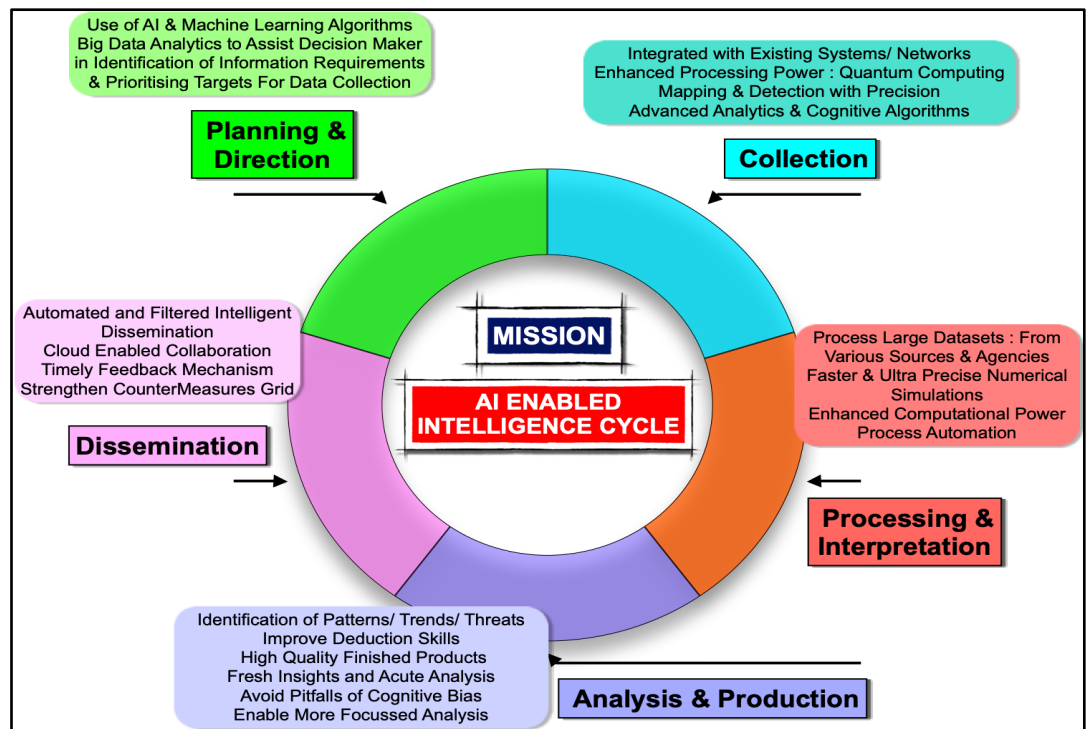 Use of AI & Machine Learning Algorithms
Big Data Analytics to Assist Decision Maker
in Identification of Information Requirements
& Prioritising Targets For Data Collection
Planning &
Direction
Integrated with Existing Systems/ Networks
Enhanced Processing Power : Quantum Computing
Mapping & Detection with Precision
Advanced Analytics & Cognitive Algorithms
Collection
MISSION
AI ENABLED
INTELLIGENCE CYCLE
Automated and Filtered Intelligent
Dissemination
Cloud Enabled Collaboration
Timely Feedback Mechanism
Strengthen CounterMeasures Grid
Dissemination
Process Large Datasets : From
Various Sources & Agencies
Faster & Ultra Precise Numerical
Simulations
Enhanced Computational Power
Process Automation
Processing &
Interpretation
Identification of Patterns/ Trends/ Threats
Improve Deduction Skills
High Quality Finished Products
Fresh Insights and Acute Analysis
Avoid Pitfalls of Cognitive Bias
Enable More Focussed Analysis
Analysis & Production